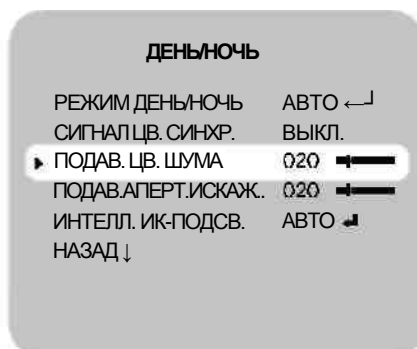 ДЕНЬ/НОЧЬ
РЕЖИМ ДЕНЬ/НОЧЬ АВТО ←┘
СИГНАЛ ЦВ. СИНХР. ВЫКЛ.
ПОДАВ. ЦВ. ШУМА 020
ПОДАВ.АПЕРТ.ИСКАЖ.. 020
ИНТЕЛЛ. ИК-ПОДСВ. АВТО ↲
НАЗАД ↓